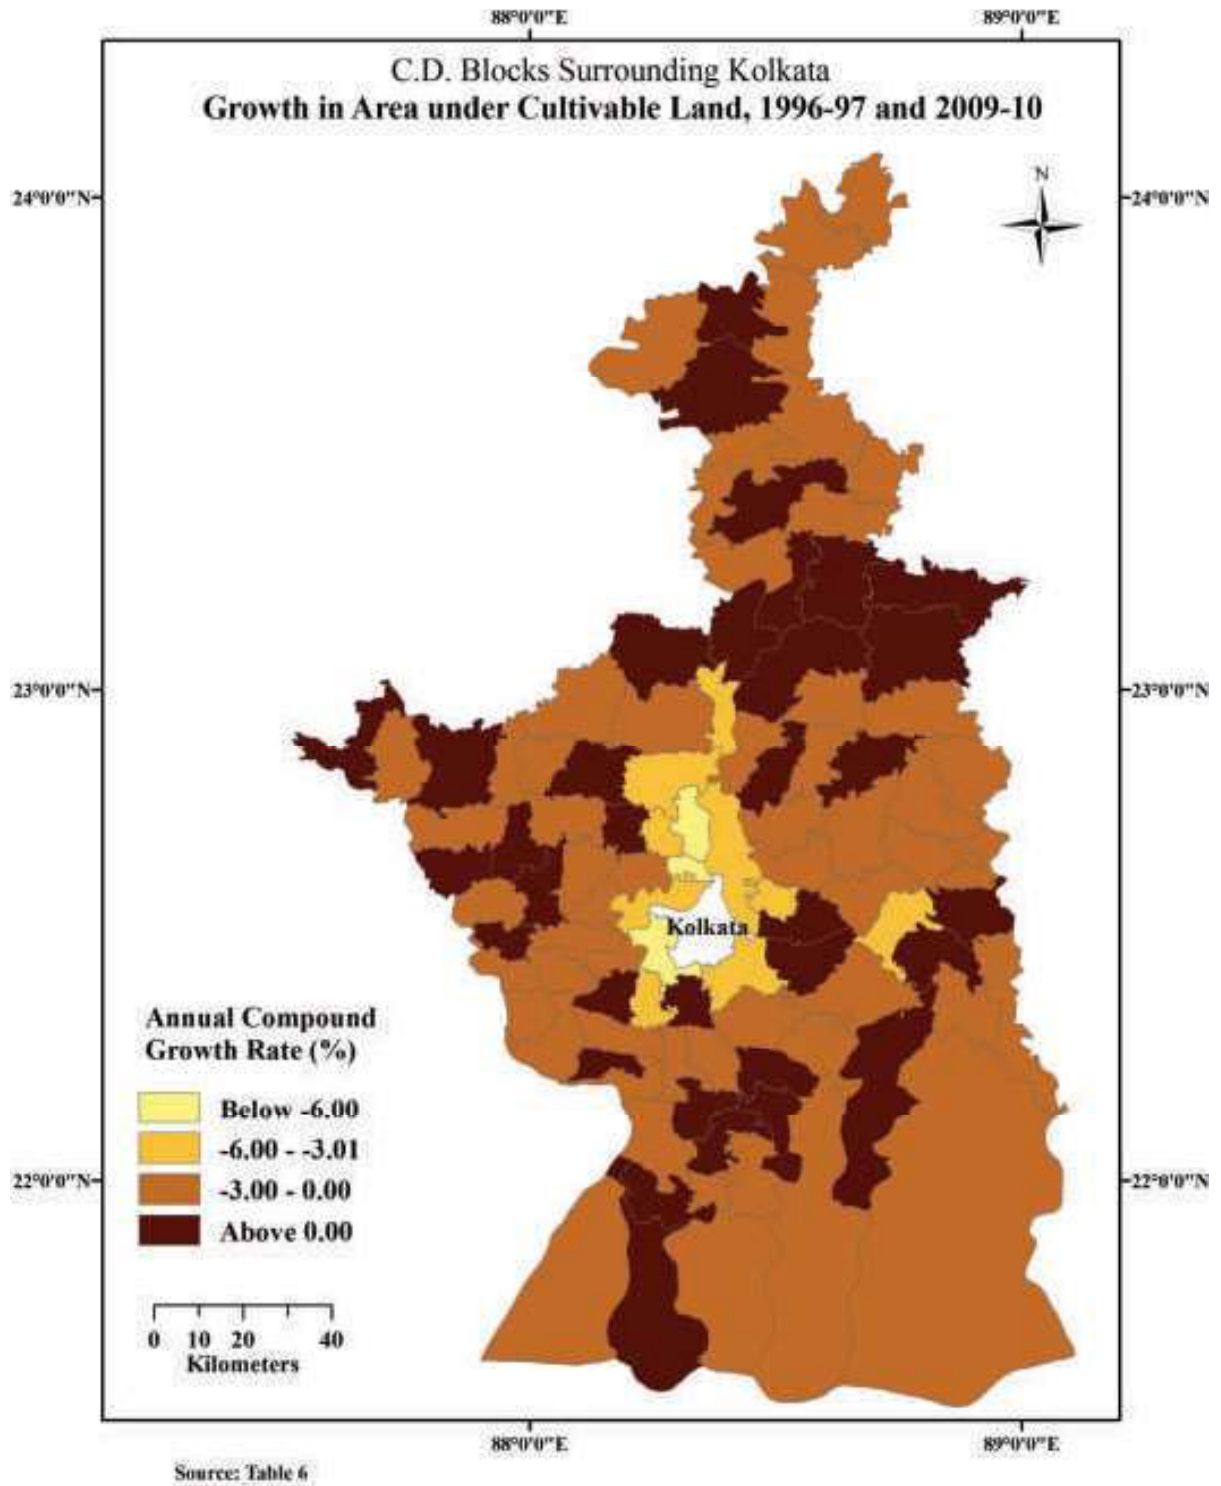 88°0'0"E 89°0'0"E
C.D. Blocks Surrounding Kolkata
Growth in Area under Cultivable Land, 1996-97 and 2009-10
N
24°0'0"N 24°0'0"N
23°0'0"N 23°0'0"N
Kolkata
Annual Compound
Growth Rate (%)
Below -6.00
-6.00 - -3.01
-3.00 - 0.00
Above 0.00
22°0'0"N 22°0'0"N
0 10 20 40
Kilometers
88°0'0"E 89°0'0"E
Source: Table 6